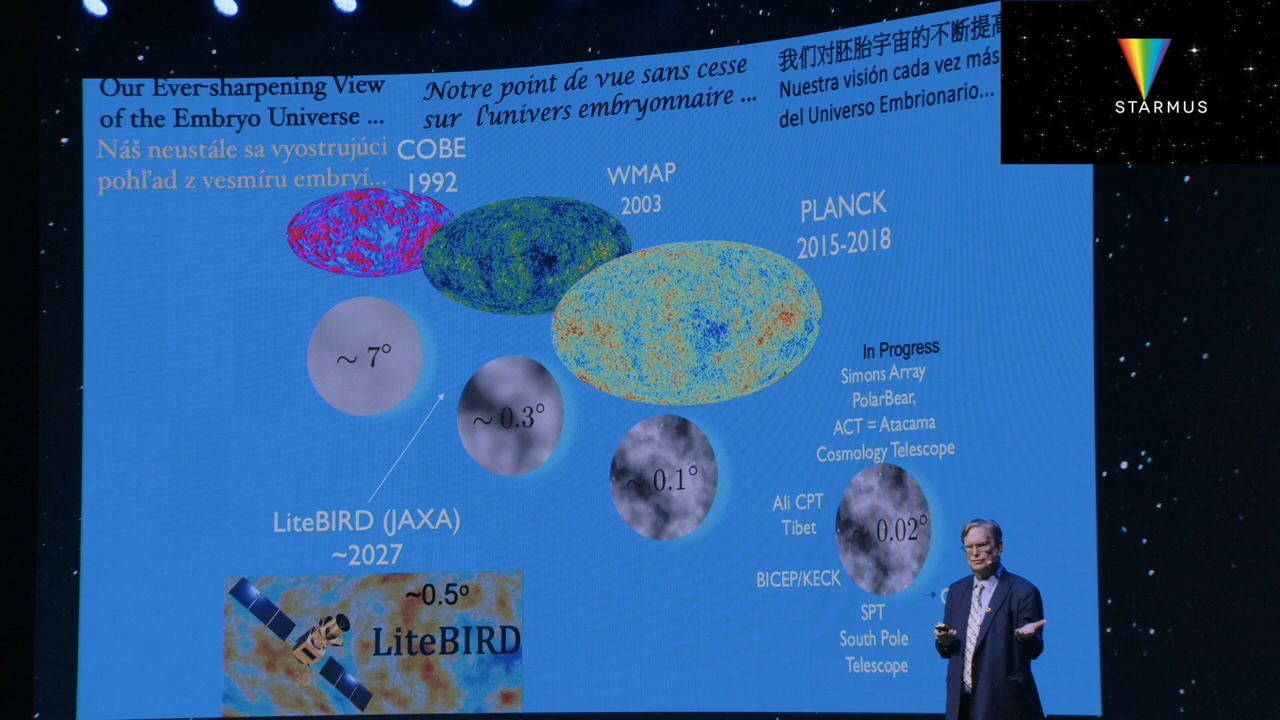 Our Ever-sharpening View
of the Embryo Universe ...
Náš neustále sa vyostrujúci
pohľad z vesmíru embryí...
Notre point de vue sans cesse
sur l'univers embryonnaire ...
我们对胚胎宇宙的不断提高
Nuestra visión cada vez más
del Universo Embrionario...
STARMUS
COBE
1992
WMAP
2003
PLANCK
2015-2018
~ 7°
~ 0.3°
~ 0.1°
In Progress
Simons Array
PolarBear,
ACT = Atacama
Cosmology Telescope
Ali CPT
Tibet
~ 0.02°
BICEP/KECK
SPT
South Pole
Telescope
LiteBIRD (JAXA)
~2027
~0.5°
LiteBIRD